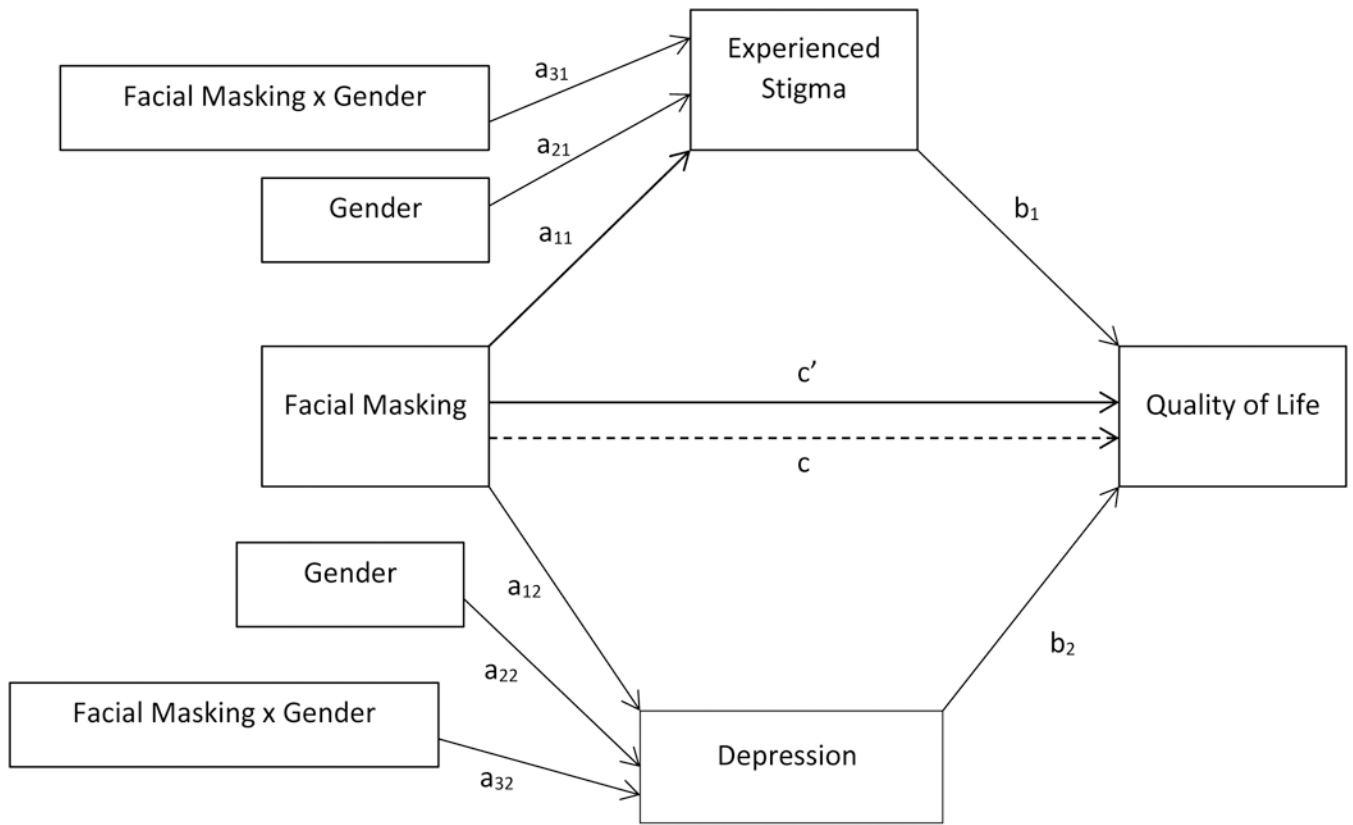 Experienced
Stigma
a₃₁
Facial Masking x Gender
a₂₁
Gender
b₁
a₁₁
c’
Facial Masking
Quality of Life
c
Gender
a₁₂
b₂
a₂₂
Facial Masking x Gender
Depression
a₃₂